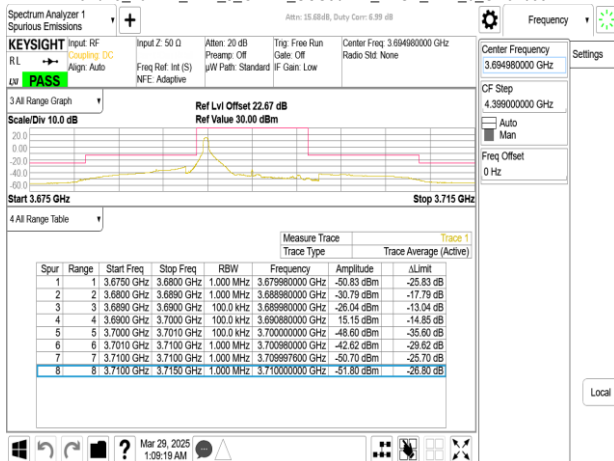 Spectrum Analyzer 1
Spurious Emissions
Attn: 15.68dB, Duty Corr: 6.99 dB
Frequency
Settings
KEYSIGHT
RL
PASS
Input: RF
Coupling: DC
Align: Auto
Input Z: 50 Ω
Freq Ref: Int (S)
NFE: Adaptive
Atten: 20 dB
Preamp: Off
µW Path: Standard
Trig: Free Run
Gate: Off
IF Gain: Low
Center Freq: 3.694980000 GHz
Radio Std: None
Center Frequency
3.694980000 GHz
CF Step
4.399000000 GHz
Auto
Man
Freq Offset
0 Hz
3 All Range Graph
Scale/Div 10.0 dB
Ref Lvl Offset 22.67 dB
Ref Value 30.00 dBm
20.0
0.00
-20.0
-40.0
-60.0
Start 3.675 GHz
Stop 3.715 GHz
4 All Range Table
Measure Trace Trace 1
Trace Type Trace Average (Active)
Spur Range Start Freq Stop Freq RBW Frequency Amplitude ΔLimit
1 1 3.6750 GHz 3.6800 GHz 1.000 MHz 3.679980000 GHz -50.83 dBm -25.83 dB
2 2 3.6800 GHz 3.6890 GHz 1.000 MHz 3.688980000 GHz -30.79 dBm -17.79 dB
3 3 3.6890 GHz 3.6900 GHz 100.0 kHz 3.689980000 GHz -26.04 dBm -13.04 dB
4 4 3.6900 GHz 3.7000 GHz 100.0 kHz 3.690880000 GHz 15.15 dBm -14.85 dB
5 5 3.7000 GHz 3.7010 GHz 100.0 kHz 3.700000000 GHz -48.60 dBm -35.60 dB
6 6 3.7010 GHz 3.7100 GHz 1.000 MHz 3.700980000 GHz -42.62 dBm -29.62 dB
7 7 3.7100 GHz 3.7100 GHz 1.000 MHz 3.709997600 GHz -50.70 dBm -25.70 dB
8 8 3.7100 GHz 3.7150 GHz 1.000 MHz 3.710000000 GHz -51.80 dBm -26.80 dB
Local
Mar 29, 2025
1:09:19 AM